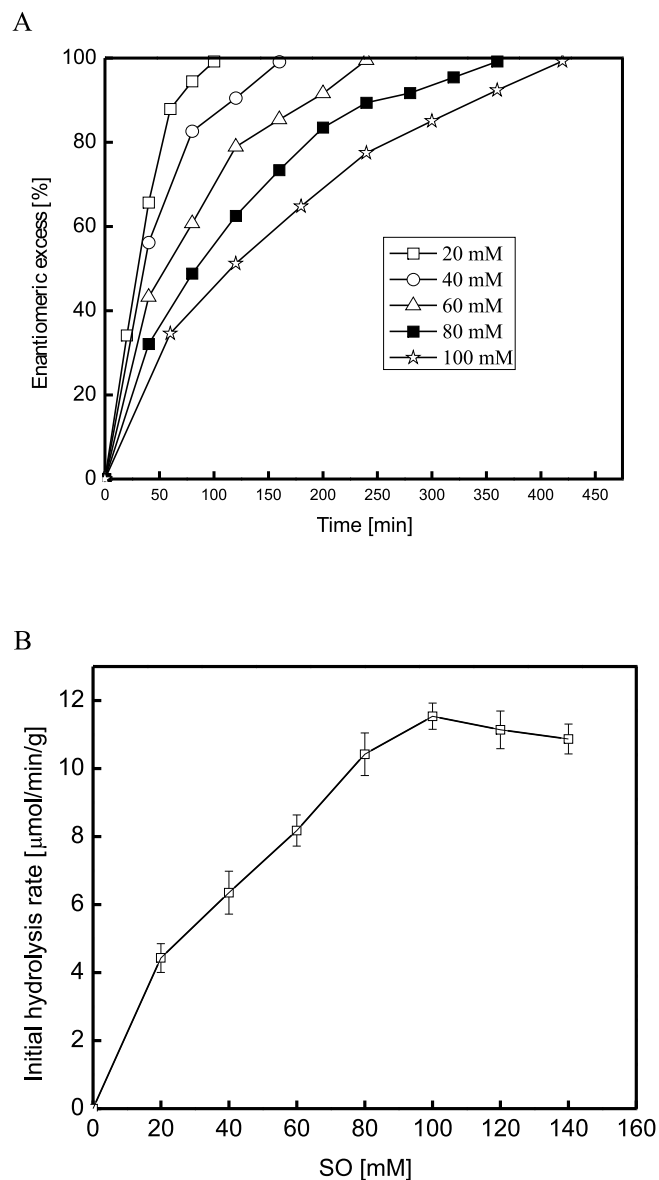 A
Enantiomeric excess [%]
100
80
60
40
20
0
20 mM
40 mM
60 mM
80 mM
100 mM
0 50 100 150 200 250 300 350 400 450
Time [min]
B
Initial hydrolysis rate [μmol/min/g]
12
10
8
6
4
2
0
0 20 40 60 80 100 120 140 160
SO [mM]